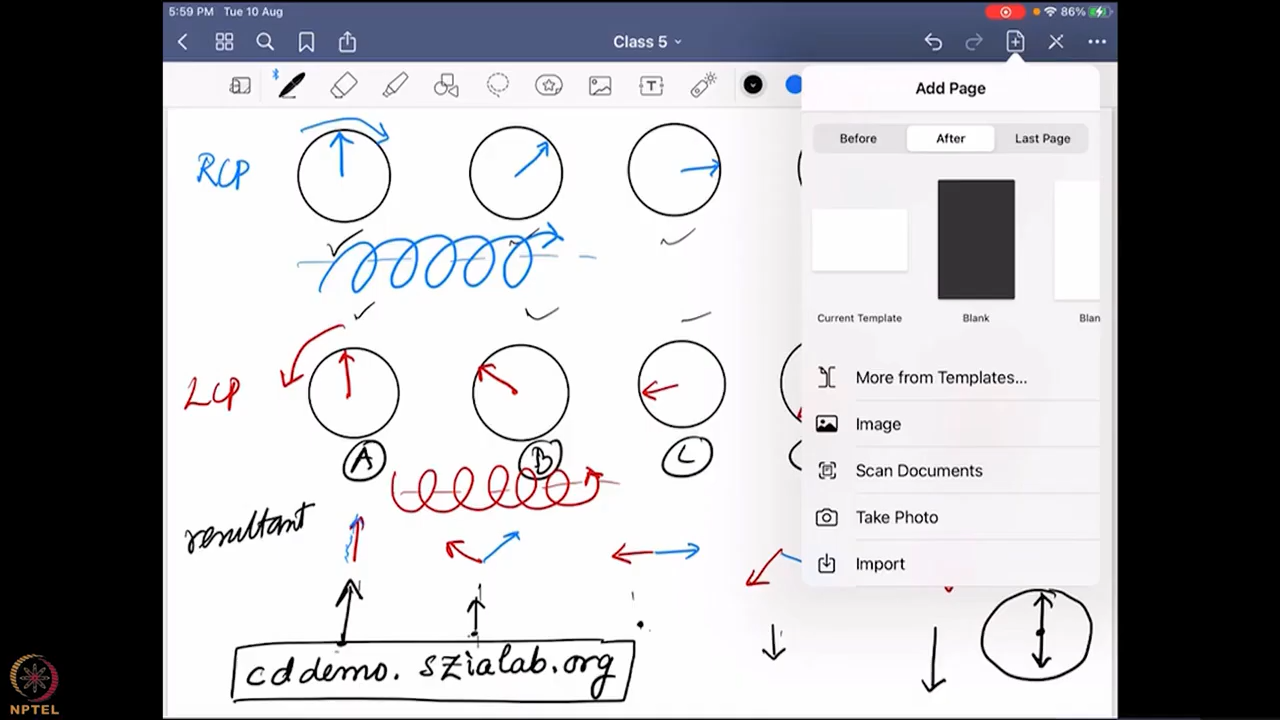 5:59 PM Tue 10 Aug
86%
Class 5
Add Page
Before After Last Page
Current Template
Blank
Blan
More from Templates...
Image
Scan Documents
Take Photo
Import
RCP
LCP
A B C
resultant
cddemo. szialab.org
NPTEL